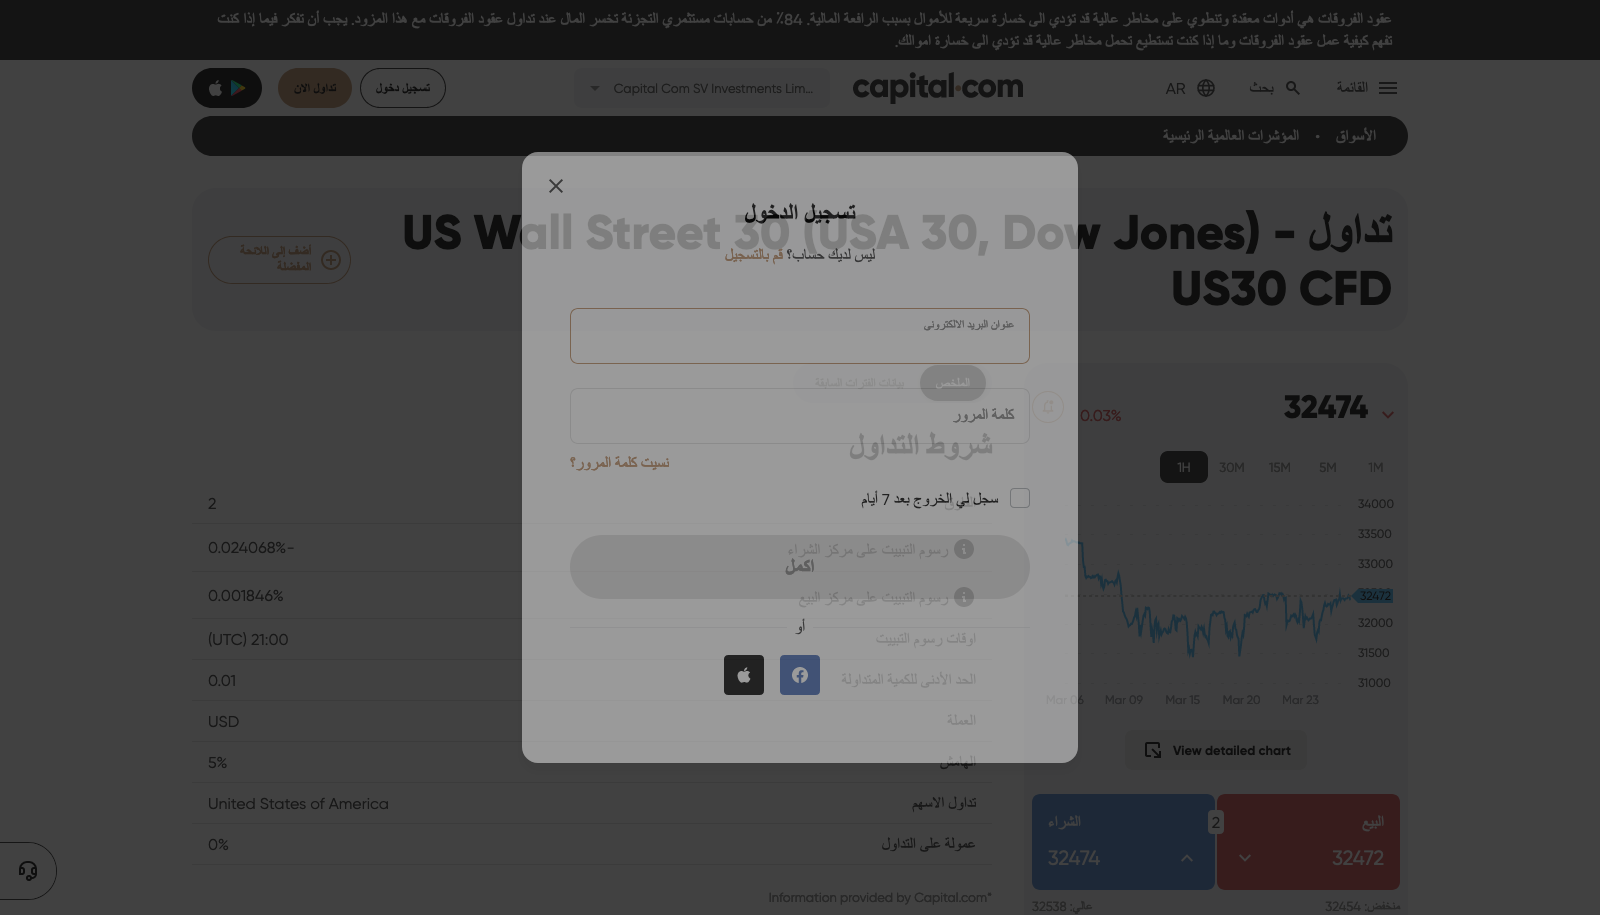 عقود الفروقات هي أدوات معقدة وتنطوي على مخاطر عالية قد تؤدي الى خسارة سريعة للأموال بسبب الرافعة المالية. 84٪ من حسابات مستثمري التجزئة تخسر المال عند تداول عقود الفروقات مع هذا المزود. يجب أن تفكر فيما إذا كنت
تفهم كيفية عمل عقود الفروقات وما إذا كنت تستطيع تحمل مخاطر عالية قد تؤدي الى خسارة اموالك.
القائمة
بحث
AR
capital.com
Capital Com SV Investments Lim...
تسجيل دخول
تداول الان
الأسواق • المؤشرات العالمية الرئيسية
تداول US Wall Street 30 (USA 30, Dow Jones) -
US30 CFD
أضف إلى اللائحة
المفضلة
تسجيل الدخول
ليس لديك حساب؟ قم بالتسجيل
عنوان البريد الالكتروني
كلمة المرور
نسيت كلمة المرور؟
سجل لي الخروج بعد 7 أيام
اكمل
أو
32474
0.03%
1H 30M 15M 5M 1M
34000
33500
33000
32472
32000
31500
31000
Mar 06 Mar 09 Mar 15 Mar 20 Mar 23
View detailed chart
البيع
32472
2
الشراء
32474
منخفض: 32454
عالي: 32538
الملخص
بيانات الفترات السابقة
شروط التداول
2
رسوم التبييت على مركز الشراء
0.024068%-
رسوم التبييت على مركز البيع
0.001846%
اوقات رسوم التبييت
(UTC) 21:00
الحد الأدنى للكمية المتداولة
0.01
العملة
USD
الهامش
5%
تداول الاسهم
United States of America
عمولة على التداول
0%
Information provided by Capital.com*